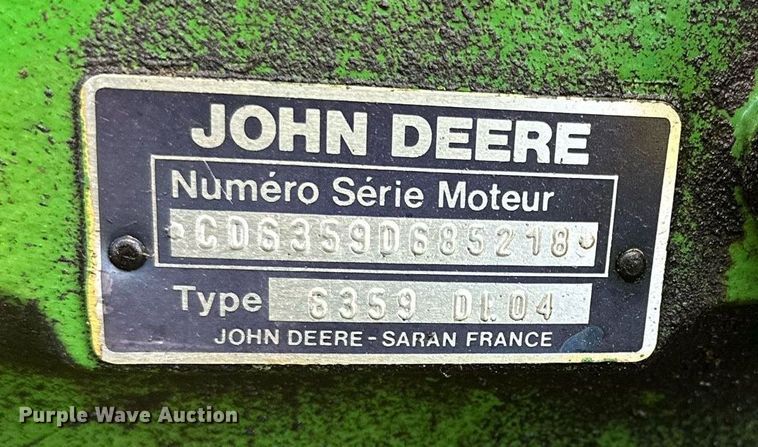 JOHN DEERE
Numéro Série Moteur
*CD6359D685218*
Type 6359 DL04
JOHN DEERE - SARAN FRANCE
Purple Wave Auction